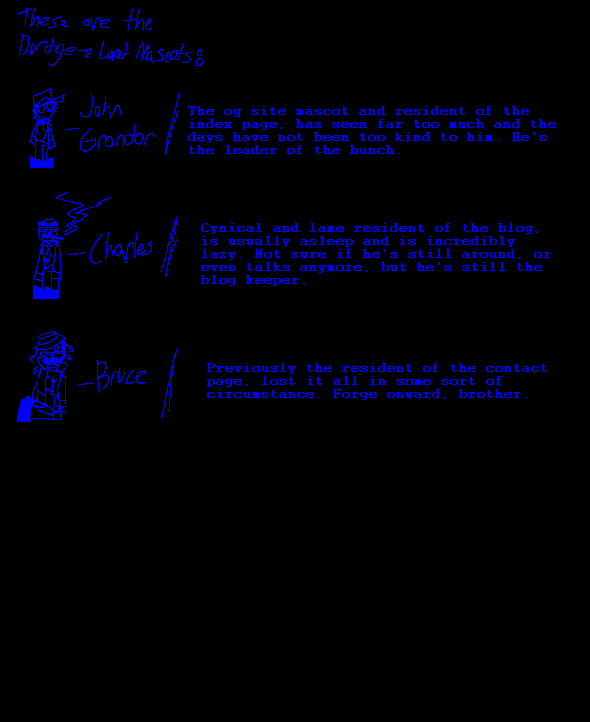 These are the
Land Mascots:
John
The og site mascot and resident of the
index page, has seen far too much and the
days have not been too kind to him. He's
the leader of the bunch.
Charles
Cynical and lame resident of the blog,
is usually asleep and is incredibly
lazy. Not sure if he's still around, or
even talks anymore, but he's still the
blog keeper.
Bruce
Previously the resident of the contact
page, lost it all in some sort of
circumstance. Forge onward, brother.